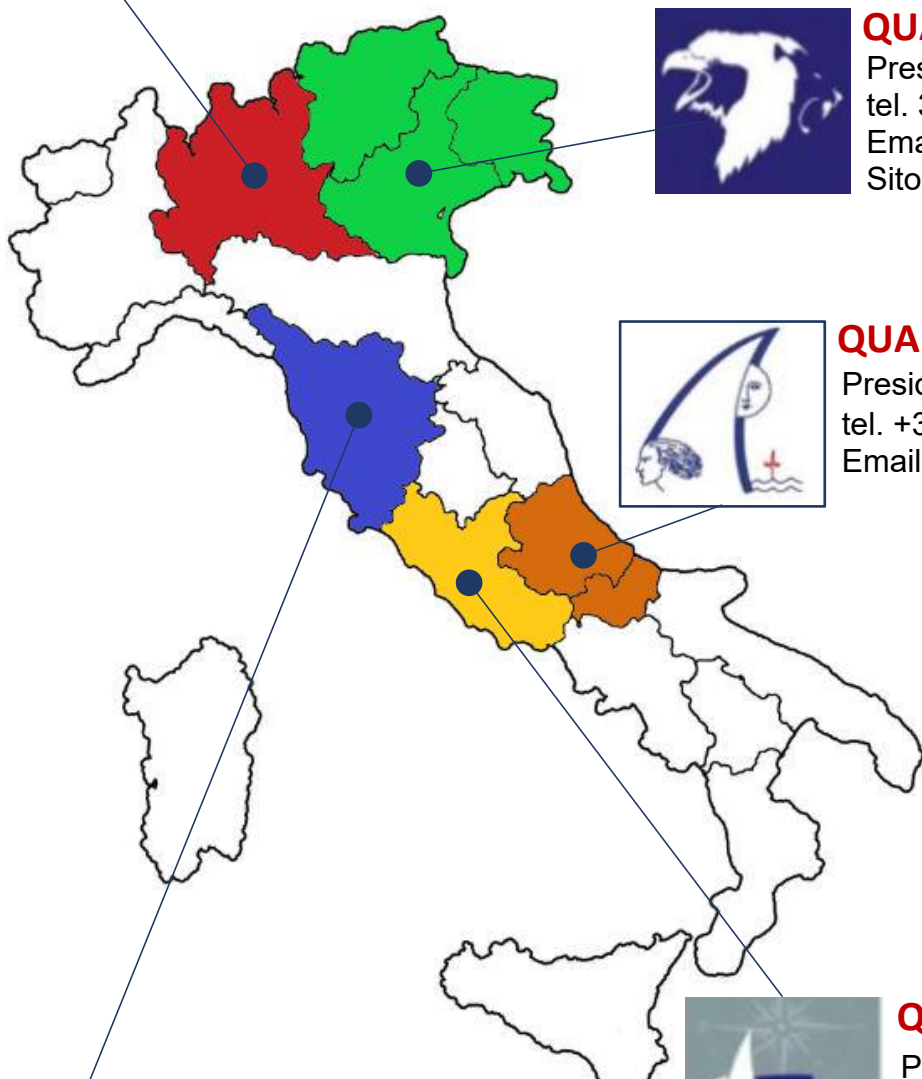 QUA
Pres
tel. 3
Ema
Sito
QUA
Presid
tel. +3
Email
Q
P